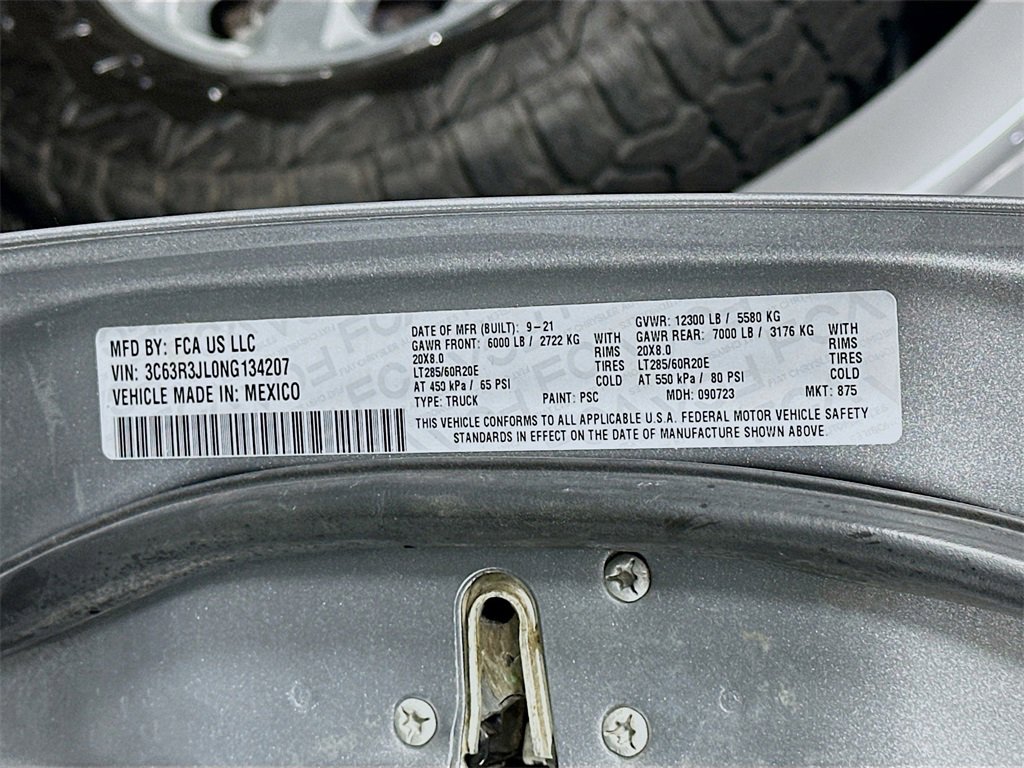 MFD BY: FCA US LLC
VIN: 3C63R3JL0NG134207
VEHICLE MADE IN: MEXICO
DATE OF MFR (BUILT): 9-21
GAWR FRONT: 6000 LB / 2722 KG WITH
20X8.0 RIMS
LT285/60R20E TIRES
AT 450 kPa / 65 PSI COLD
TYPE: TRUCK PAINT: PSC
GVWR: 12300 LB / 5580 KG
GAWR REAR: 7000 LB / 3176 KG WITH
20X8.0 RIMS
LT285/60R20E TIRES
AT 550 kPa / 80 PSI COLD
MDH: 090723 MKT: 875
THIS VEHICLE CONFORMS TO ALL APPLICABLE U.S.A. FEDERAL MOTOR VEHICLE SAFETY
STANDARDS IN EFFECT ON THE DATE OF MANUFACTURE SHOWN ABOVE.